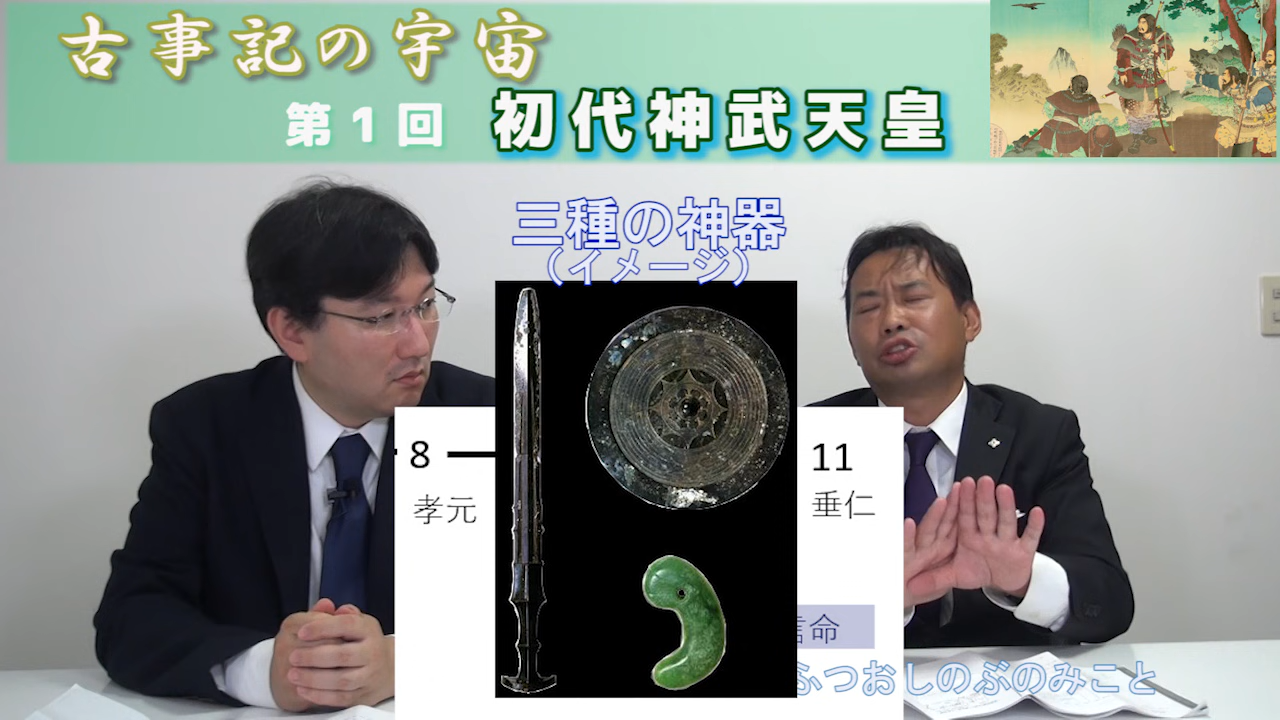 古事記の宇宙
第1回 初代神武天皇
三種の神器
(イメージ)
8
孝元
11
垂仁
信命
ふつおしのぶのみこと